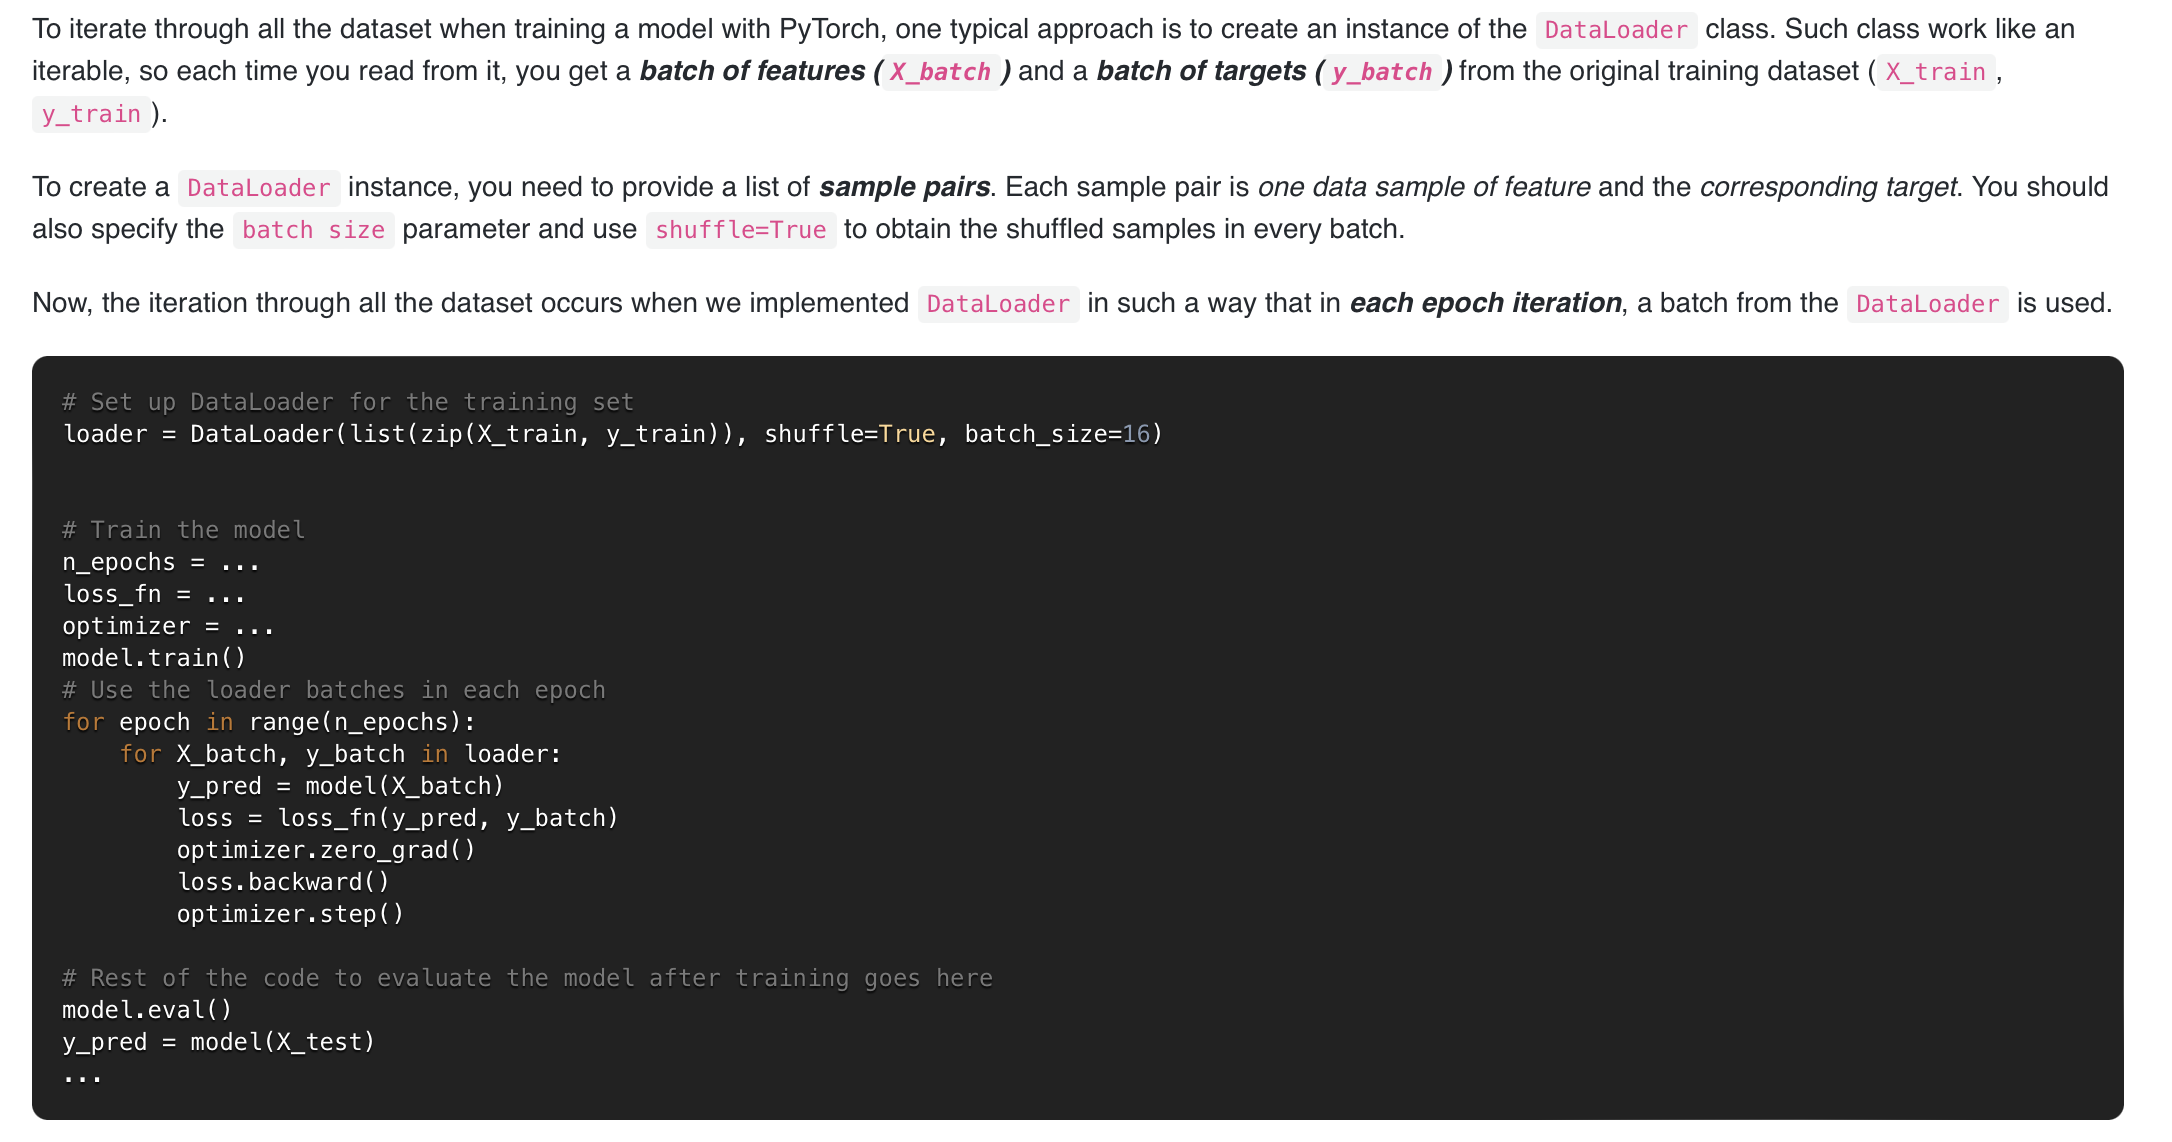 To iterate through all the dataset when training a model with PyTorch, one typical approach is to create an instance of the DataLoader class. Such class work like an
iterable, so each time you read from it, you get a batch of features ( X_batch ) and a batch of targets ( y_batch ) from the original training dataset ( X_train ,
y_train ).
To create a DataLoader instance, you need to provide a list of sample pairs. Each sample pair is one data sample of feature and the corresponding target. You should
also specify the batch size parameter and use shuffle=True to obtain the shuffled samples in every batch.
Now, the iteration through all the dataset occurs when we implemented DataLoader in such a way that in each epoch iteration, a batch from the DataLoader is used.
# Set up DataLoader for the training set
loader = DataLoader(list(zip(X_train, y_train)), shuffle=True, batch_size=16)
# Train the model
n_epochs = ...
loss_fn = ...
optimizer = ...
model.train()
# Use the loader batches in each epoch
for epoch in range(n_epochs):
    for X_batch, y_batch in loader:
        y_pred = model(X_batch)
        loss = loss_fn(y_pred, y_batch)
        optimizer.zero_grad()
        loss.backward()
        optimizer.step()
# Rest of the code to evaluate the model after training goes here
model.eval()
y_pred = model(X_test)
...